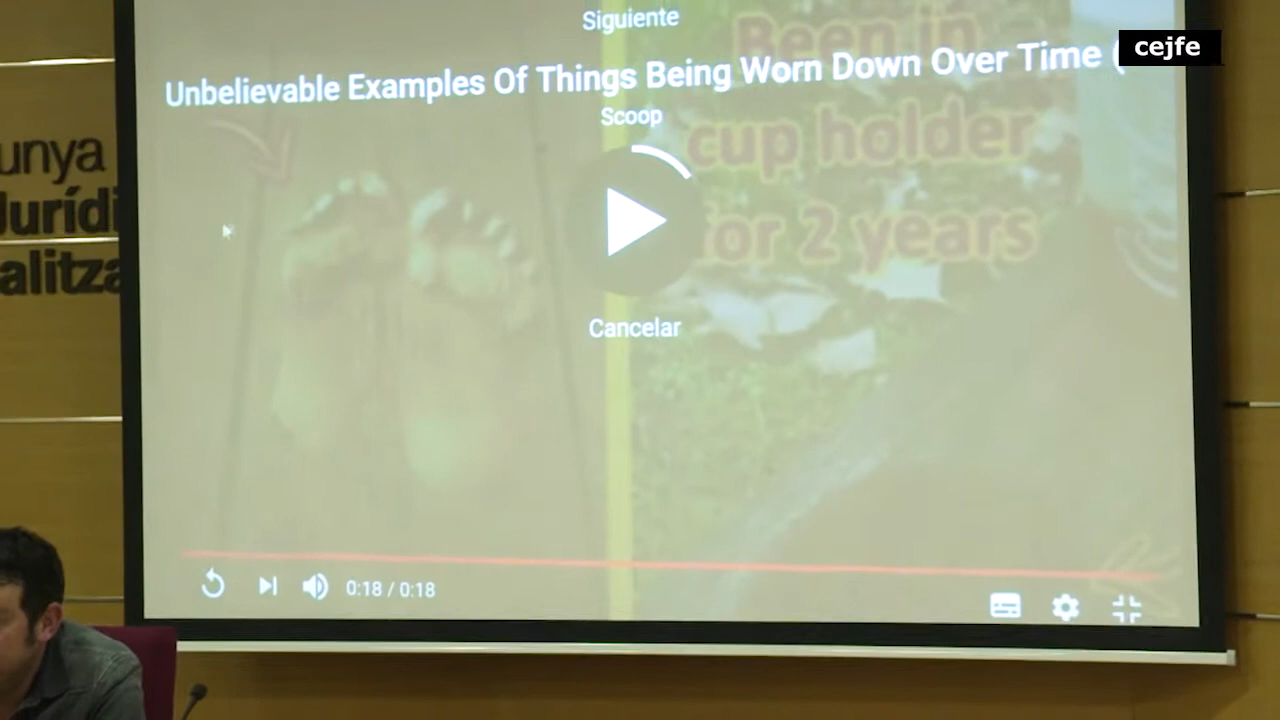 Siguiente
Been in
cejfe
Unbelievable Examples Of Things Being Worn Down Over Time (
Scoop
cup holder
for 2 years
Cancelar
0:18 / 0:18
unya
Jurídi
alitza